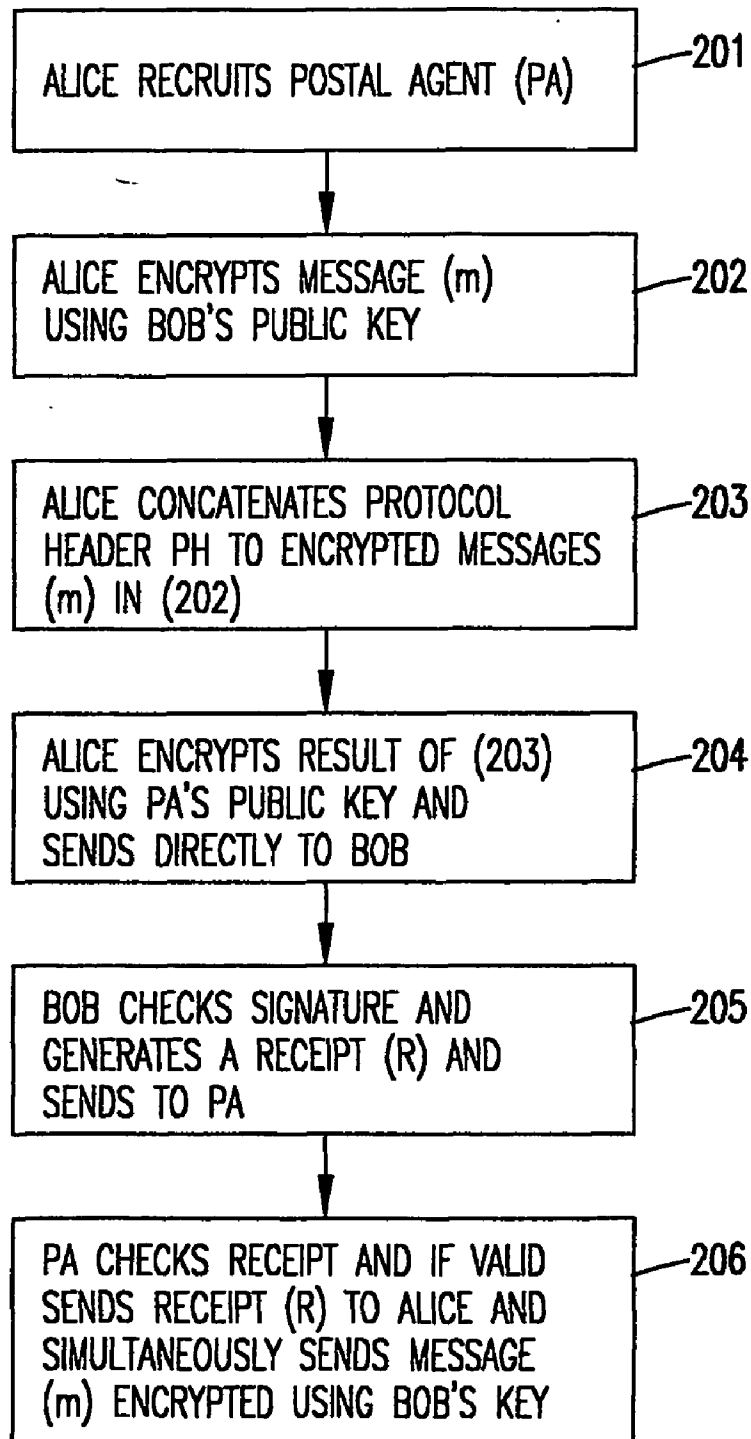 ALICE RECRUITS POSTAL AGENT (PA)
201
ALICE ENCRYPTS MESSAGE (m)
USING BOB'S PUBLIC KEY
202
ALICE CONCATENATES PROTOCOL
HEADER PH TO ENCRYPTED MESSAGES
(m) IN (202)
203
ALICE ENCRYPTS RESULT OF (203)
USING PA'S PUBLIC KEY AND
SENDS DIRECTLY TO BOB
204
BOB CHECKS SIGNATURE AND
GENERATES A RECEIPT (R) AND
SENDS TO PA
205
PA CHECKS RECEIPT AND IF VALID
SENDS RECEIPT (R) TO ALICE AND
SIMULTANEOUSLY SENDS MESSAGE
(m) ENCRYPTED USING BOB'S KEY
206